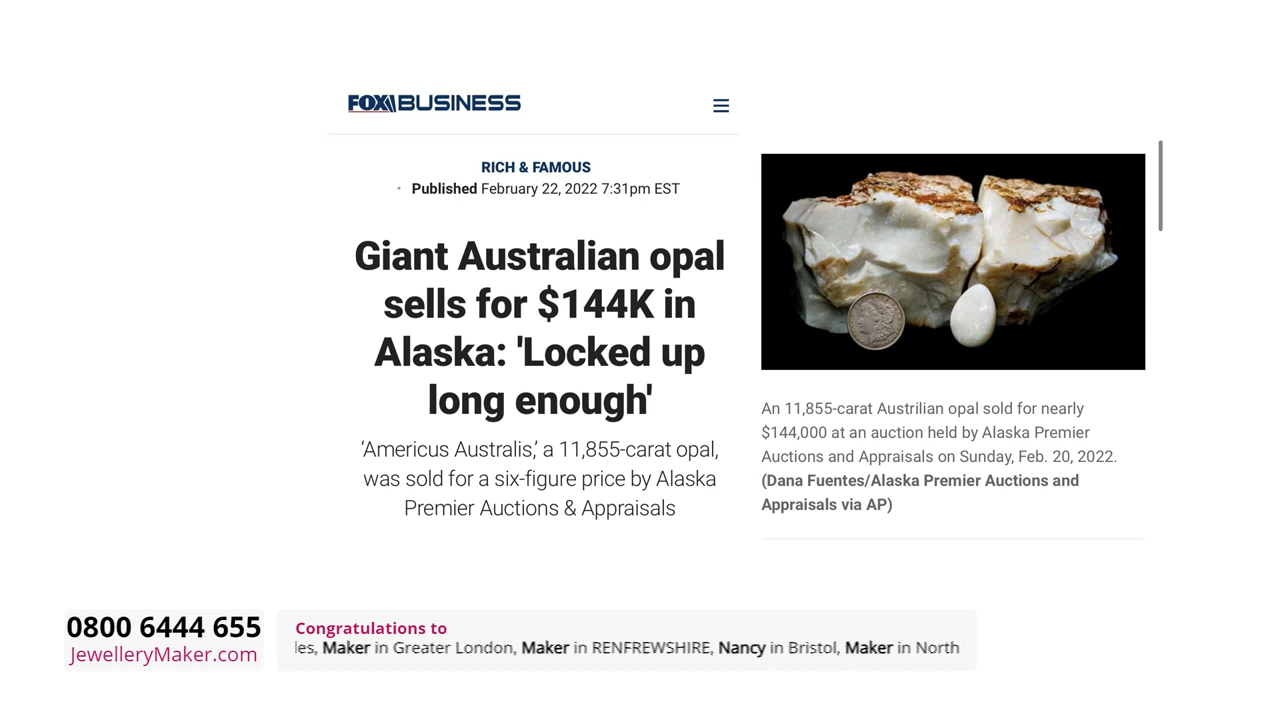 FOX BUSINESS
RICH & FAMOUS
Published February 22, 2022 7:31pm EST
Giant Australian opal
sells for $144K in
Alaska: 'Locked up
long enough'
‘Americus Australis,’ a 11,855-carat opal,
was sold for a six-figure price by Alaska
Premier Auctions & Appraisals
An 11,855-carat Austrilian opal sold for nearly
$144,000 at an auction held by Alaska Premier
Auctions and Appraisals on Sunday, Feb. 20, 2022.
(Dana Fuentes/Alaska Premier Auctions and
Appraisals via AP)
0800 6444 655
JewelleryMaker.com
Congratulations to
les, Maker in Greater London, Maker in RENFREWSHIRE, Nancy in Bristol, Maker in North